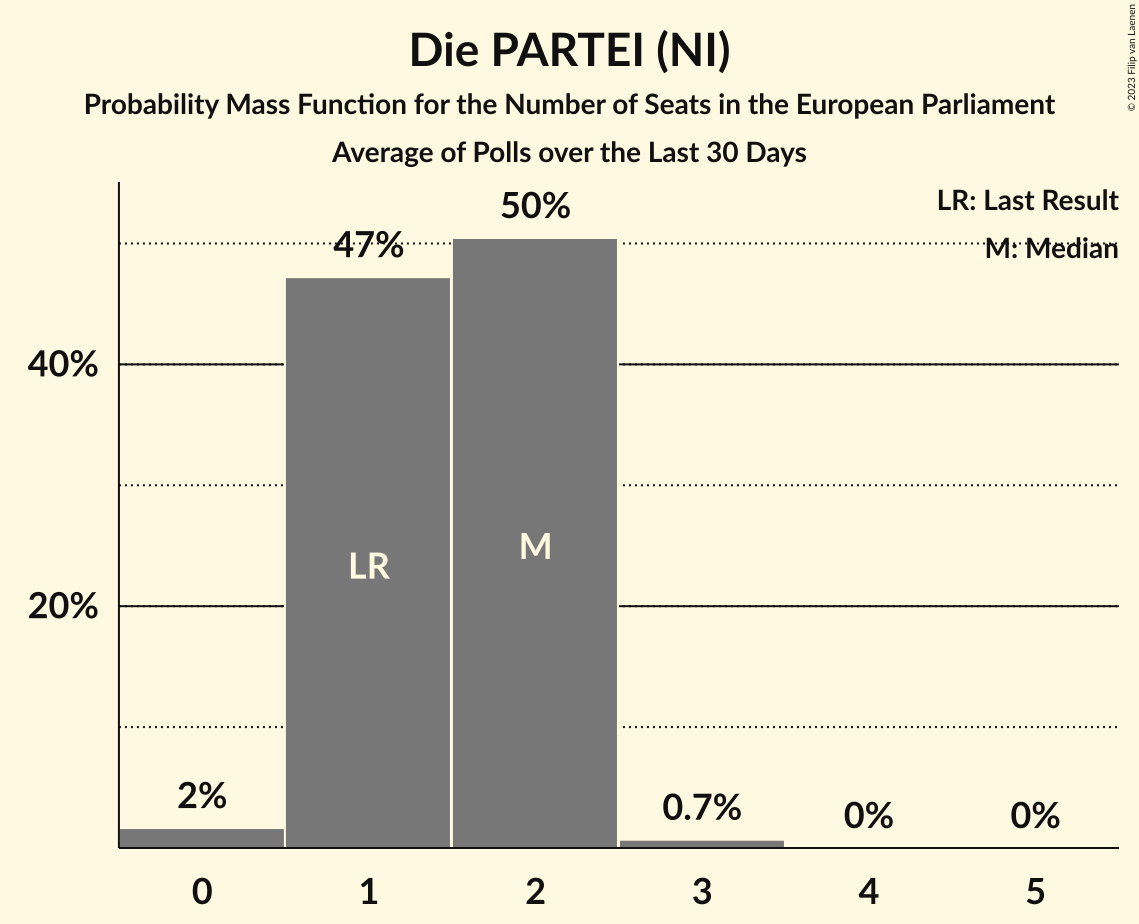 Die PARTEI (NI)
Probability Mass Function for the Number of Seats in the European Parliament
Average of Polls over the Last 30 Days
© 2023 Filip van Laenen
LR: Last Result
M: Median
50%
47%
40%
20%
LR
M
2%
0.7%
0%
0%
0
1
2
3
4
5